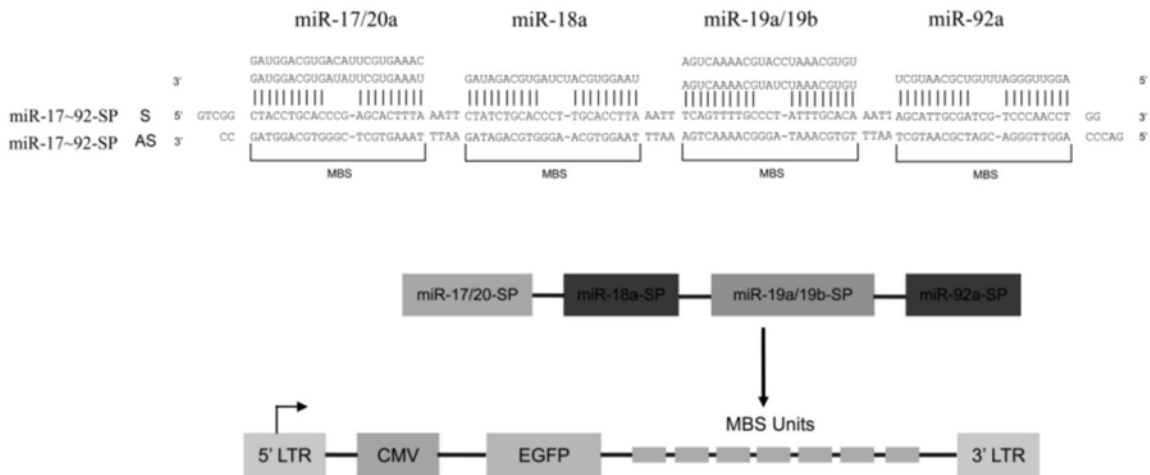 miR-17/20a miR-18a miR-19a/19b miR-92a
GAUGGACGUGACAUUCGUGAAAC AGUCAAAACGUACCUAAACGUGU
3' GAUGGACGUGAUAUUCGUGAAAU GAUAGACGUGAUCUACGUGGAAU AGUCAAAACGUAUCUAAACGUGU UCGUAACGCUGUUUAGGGUUGGA 5'
miR-17~92-SP S 5' GTCGG CTACCTGCACCCG-AGCACTTTA AATT CTATCTGCACCCT-TGCACCTTA AATT TCAGTTTTGCCCT-ATTTGCACA AATT AGCATTGCGATCG-TCCCAACCT GG 3'
miR-17~92-SP AS 3' CC GATGGACGTGGGC-TCGTGAAAT TTAA GATAGACGTGGGA-ACGTGGAAT TTAA AGTCAAAACGGGA-TAAACGTGT TTAA TCGTAACGCTAGC-AGGGTTGGA CCCAG 5'
MBS MBS MBS MBS
miR-17/20-SP miR-18a-SP miR-19a/19b-SP miR-92a-SP
MBS Units
5' LTR CMV EGFP 3' LTR